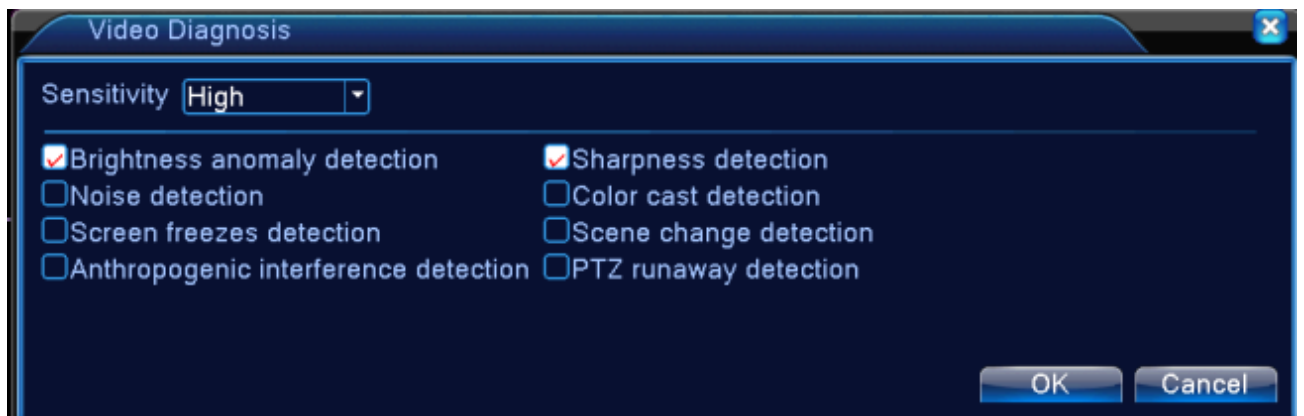 Video Diagnosis
Sensitivity High
Brightness anomaly detection Sharpness detection
Noise detection Color cast detection
Screen freezes detection Scene change detection
Anthropogenic interference detection PTZ runaway detection
OK Cancel